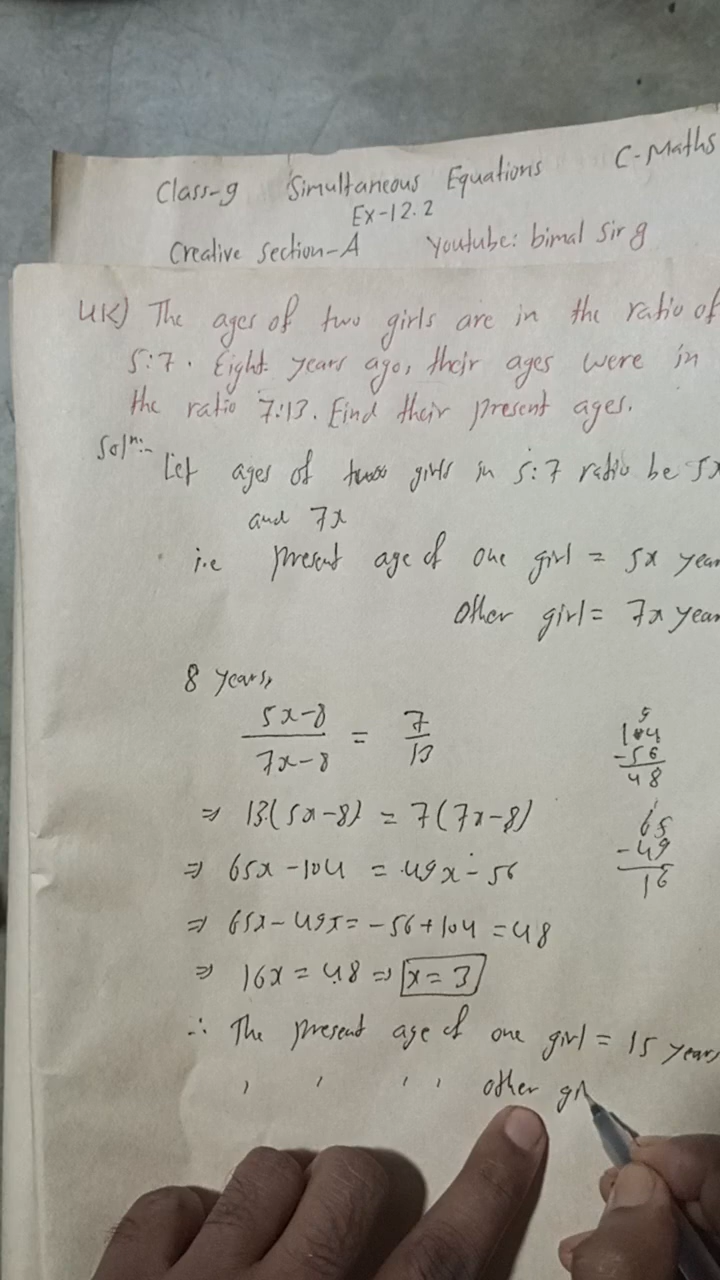 Class-9 Simultaneous Equations C-Maths
Ex-12.2
Creative section-A Youtube: bimal sir g
4K) The ages of two girls are in the ratio of
5:7. Eight years ago, their ages were in
the ratio 7:13. Find their present ages.
Solⁿ:-
Let ages of two girls in 5:7 ratio be 5x
and 7x
i.e present age of one girl = 5x year
Other girl = 7x year
8 years,
5x-8 / 7x-8 = 7 / 13
⇒ 13(5x-8) = 7(7x-8)
⇒ 65x-104 = 49x-56
⇒ 65x-49x = -56+104 = 48
⇒ 16x = 48 ⇒ x = 3
∴ The present age of one girl = 15 years
, , , , other gi
5
104
-56
48
1
65
-49
16